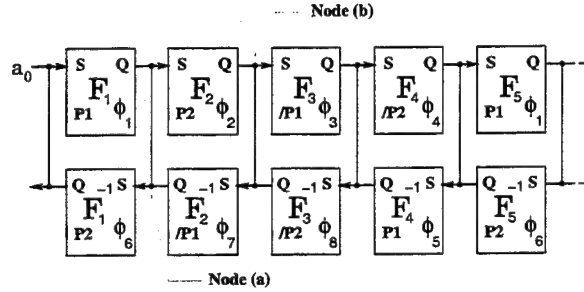 Node (b)
a0 S Q S Q S Q S Q S Q
F1 F2 F3 F4 F5
P1 ϕ1 P2 ϕ2 /P1 ϕ3 /P2 ϕ4 P1 ϕ1
Q -1 S Q -1 S Q -1 S Q -1 S Q -1 S
F1 F2 F3 F4 F5
P2 ϕ6 /P1 ϕ7 /P2 ϕ8 P1 ϕ5 P2 ϕ6
Node (a)